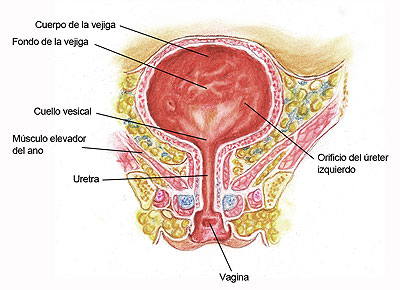 Cuerpo de la vejiga
Fondo de la vejiga
Cuello vesical
Músculo elevador
del ano
Uretra
Orificio del úreter
izquierdo
Vagina